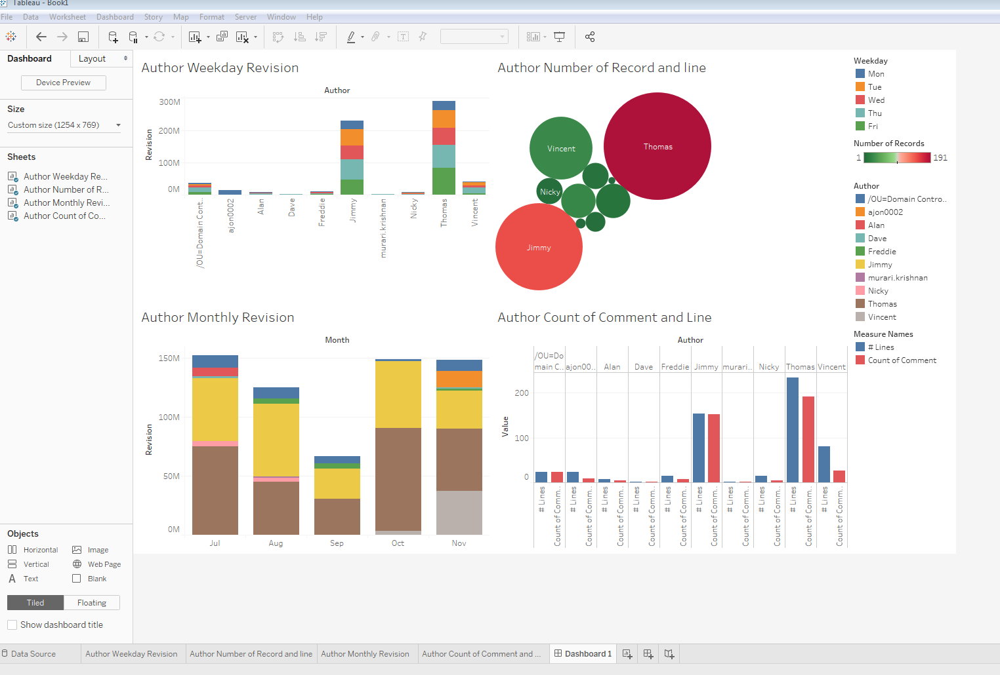 Tableau - Book1
File Data Worksheet Dashboard Story Map Format Server Window Help
Dashboard Layout
Device Preview
Size
Custom size (1254 x 769)
Sheets
Author Weekday Re...
Author Number of R...
Author Monthly Revi...
Author Count of Co...
Objects
Horizontal Image
Vertical Web Page
Text Blank
Tiled Floating
Show dashboard title
Author Weekday Revision
Author
Revision
300M
200M
100M
0M
/OU=Domain Cont..
ajon0002
Alan
Dave
Freddie
Jimmy
murari.krishnan
Nicky
Thomas
Vincent
Author Number of Record and line
Vincent
Thomas
Nicky
Jimmy
Author Monthly Revision
Month
Revision
150M
100M
50M
0M
Jul Aug Sep Oct Nov
Author Count of Comment and Line
Author
/OU=Do
main C.. ajon00.. Alan Dave Freddie Jimmy murari.. Nicky Thomas Vincent
Value
200
100
0
# Lines
Count of Comm..
# Lines
Count of Comm..
# Lines
Count of Comm..
# Lines
Count of Comm..
# Lines
Count of Comm..
# Lines
Count of Comm..
# Lines
Count of Comm..
# Lines
Count of Comm..
# Lines
Count of Comm..
# Lines
Count of Comm..
Weekday
Mon
Tue
Wed
Thu
Fri
Number of Records
1 191
Author
/OU=Domain Contro..
ajon0002
Alan
Dave
Freddie
Jimmy
murari.krishnan
Nicky
Thomas
Vincent
Measure Names
# Lines
Count of Comment
Data Source Author Weekday Revision Author Number of Record and line Author Monthly Revision Author Count of Comment and ... Dashboard 1